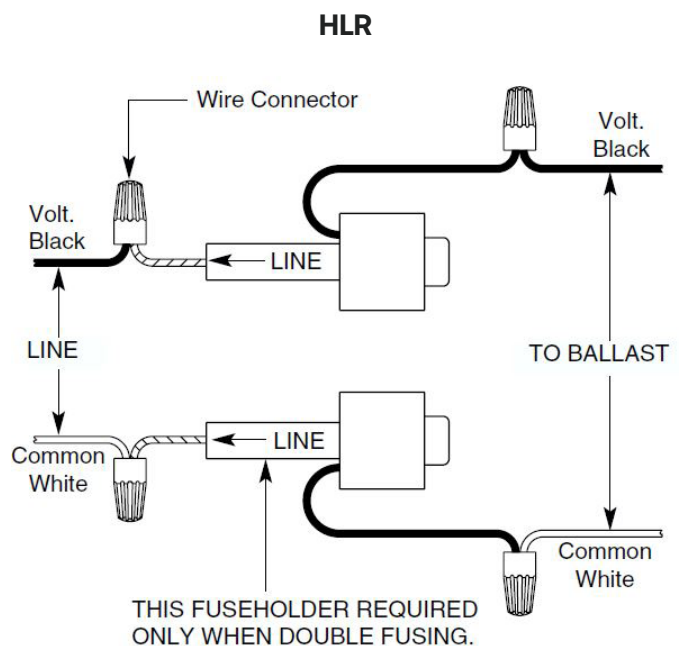 HLR
Wire Connector
Volt.
Black
Volt.
Black
LINE
LINE
TO BALLAST
LINE
Common
White
Common
White
THIS FUSEHOLDER REQUIRED
ONLY WHEN DOUBLE FUSING.